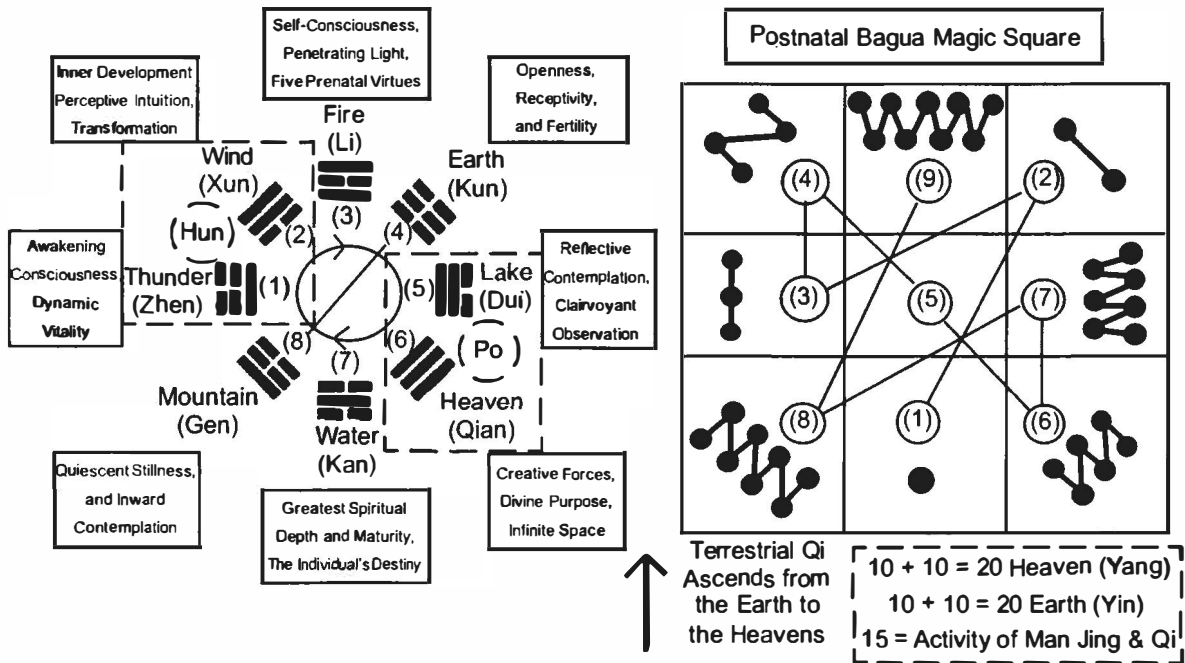 Self-Consciousness,
Penetrating Light,
Five Prenatal Virtues
Inner Development
Perceptive Intuition,
Transformation
Openness,
Receptivity,
and Fertility
Fire
(Li)
Wind
(Xun)
Earth
(Kun)
(Hun)
(2)
(3)
(4)
Awakening
Consciousness
Dynamic
Vitality
Thunder
(Zhen)
(1)
(5)
Lake
(Dui)
Reflective
Contemplation,
Clairvoyant
Observation
(8)
(7)
(6)
(Po)
Mountain
(Gen)
Water
(Kan)
Heaven
(Qian)
Quiescent Stillness,
and Inward
Contemplation
Greatest Spiritual
Depth and Maturity,
The Individual's Destiny
Creative Forces,
Divine Purpose,
Infinite Space
Postnatal Bagua Magic Square
(4) (9) (2)
(3) (5) (7)
(8) (1) (6)
Terrestrial Qi
Ascends from
the Earth to
the Heavens
10 + 10 = 20 Heaven (Yang)
10 + 10 = 20 Earth (Yin)
15 = Activity of Man Jing & Qi